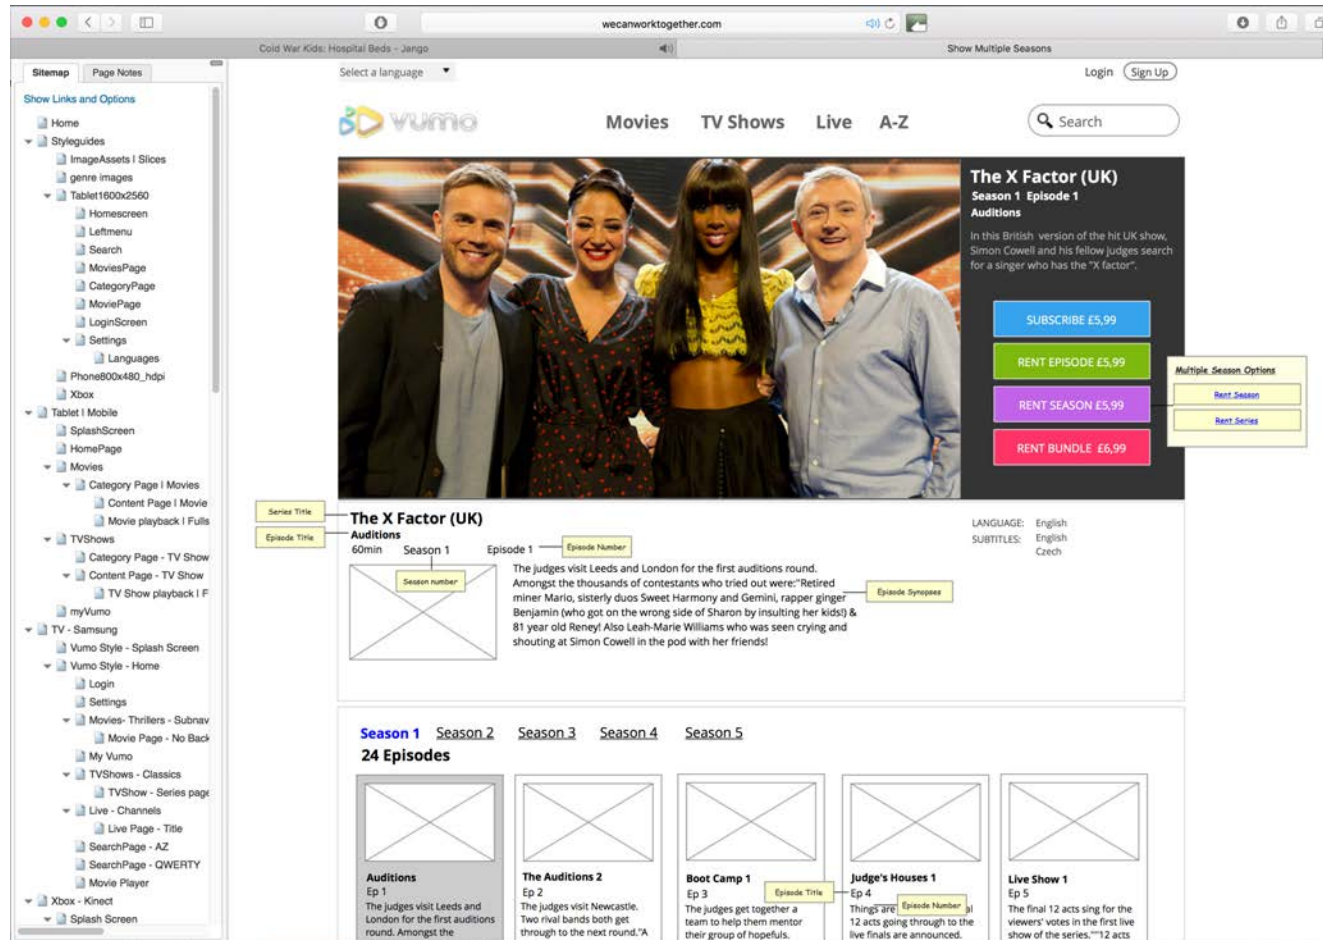 wecanworktogether.com
Cold War Kids: Hospital Beds - Jango
Show Multiple Seasons
Sitemap
Page Notes
Show Links and Options
Home
Styleguides
ImageAssets | Slices
genre images
Tablet1600x2560
Homescreen
Leftmenu
Search
MoviesPage
CategoryPage
MoviePage
LoginScreen
Settings
Languages
Phone800x480_hdpi
Xbox
Tablet | Mobile
SplashScreen
HomePage
Movies
Category Page | Movies
Content Page | Movie
Movie playback | Fulls
TVShows
Category Page - TV Show
Content Page - TV Show
TV Show playback | F
myVumo
TV - Samsung
Vumo Style - Splash Screen
Vumo Style - Home
Login
Settings
Movies- Thrillers - Subnav
Movie Page - No Back
My Vumo
TVShows - Classics
TVShow - Series page
Live - Channels
Live Page - Title
SearchPage - AZ
SearchPage - QWERTY
Movie Player
Xbox - Kinect
Splash Screen
Select a language
Login
Sign Up
vumo
Movies
TV Shows
Live
A-Z
Search
The X Factor (UK)
Season 1 Episode 1
Auditions
In this British version of the hit UK show,
Simon Cowell and his fellow judges search
for a singer who has the "X factor".
SUBSCRIBE £5,99
RENT EPISODE £5,99
RENT SEASON £5,99
RENT BUNDLE £6,99
Multiple Season Options
Rent Season
Rent Series
Series Title
The X Factor (UK)
Episode Title
Auditions
60min
Season 1
Episode 1
Episode Number
Season number
The judges visit Leeds and London for the first auditions round.
Amongst the thousands of contestants who tried out were:"Retired
miner Mario, sisterly duos Sweet Harmony and Gemini, rapper ginger
Benjamin (who got on the wrong side of Sharon by insulting her kids!) &
81 year old Reney! Also Leah-Marie Williams who was seen crying and
shouting at Simon Cowell in the pod with her friends!
Episode Synopses
LANGUAGE: English
SUBTITLES: English
Czech
Season 1
Season 2
Season 3
Season 4
Season 5
24 Episodes
Auditions
Ep 1
The judges visit Leeds and
London for the first auditions
round. Amongst the
The Auditions 2
Ep 2
The judges visit Newcastle.
Two rival bands both get
through to the next round."A
Boot Camp 1
Ep 3
The judges get together a
team to help them mentor
their group of hopefuls.
Episode Title
Judge's Houses 1
Ep 4
Episode Number
Things are
12 acts going through to the
live finals are announced.
Live Show 1
Ep 5
The final 12 acts sing for the
viewers' votes in the first live
show of the series.""12 acts